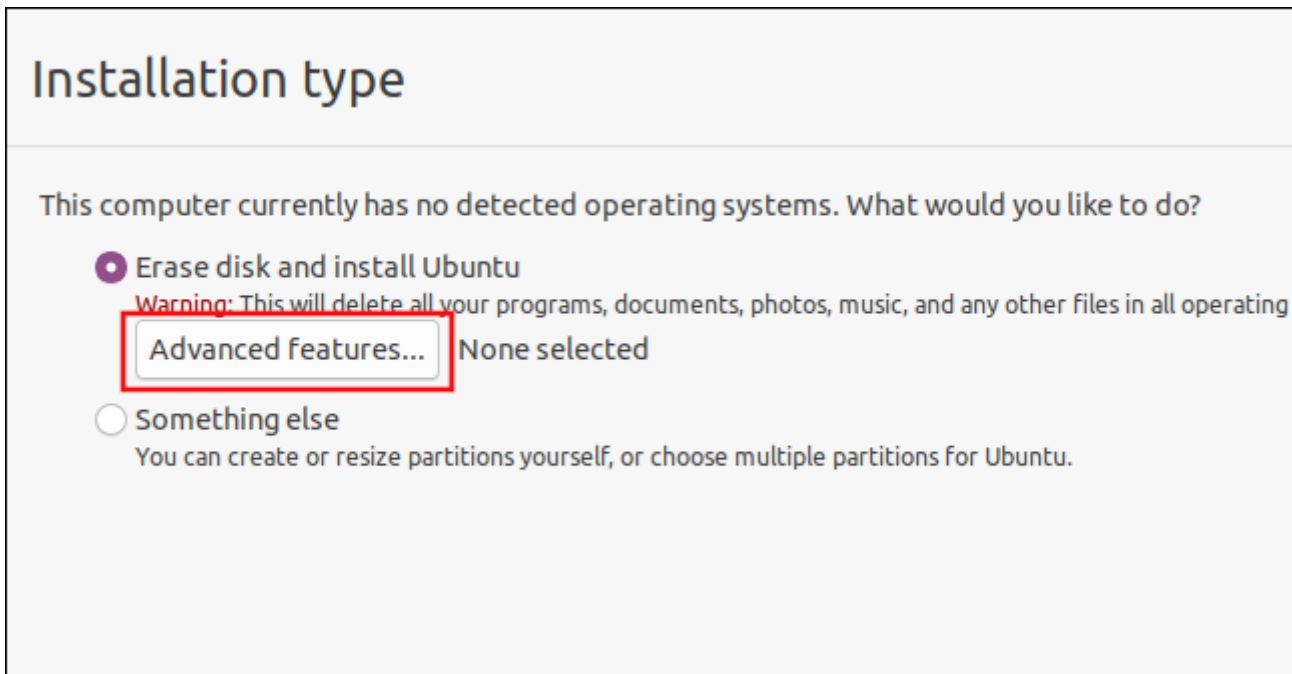 Installation type
This computer currently has no detected operating systems. What would you like to do?
Erase disk and install Ubuntu
Warning: This will delete all your programs, documents, photos, music, and any other files in all operating
Advanced features... None selected
Something else
You can create or resize partitions yourself, or choose multiple partitions for Ubuntu.